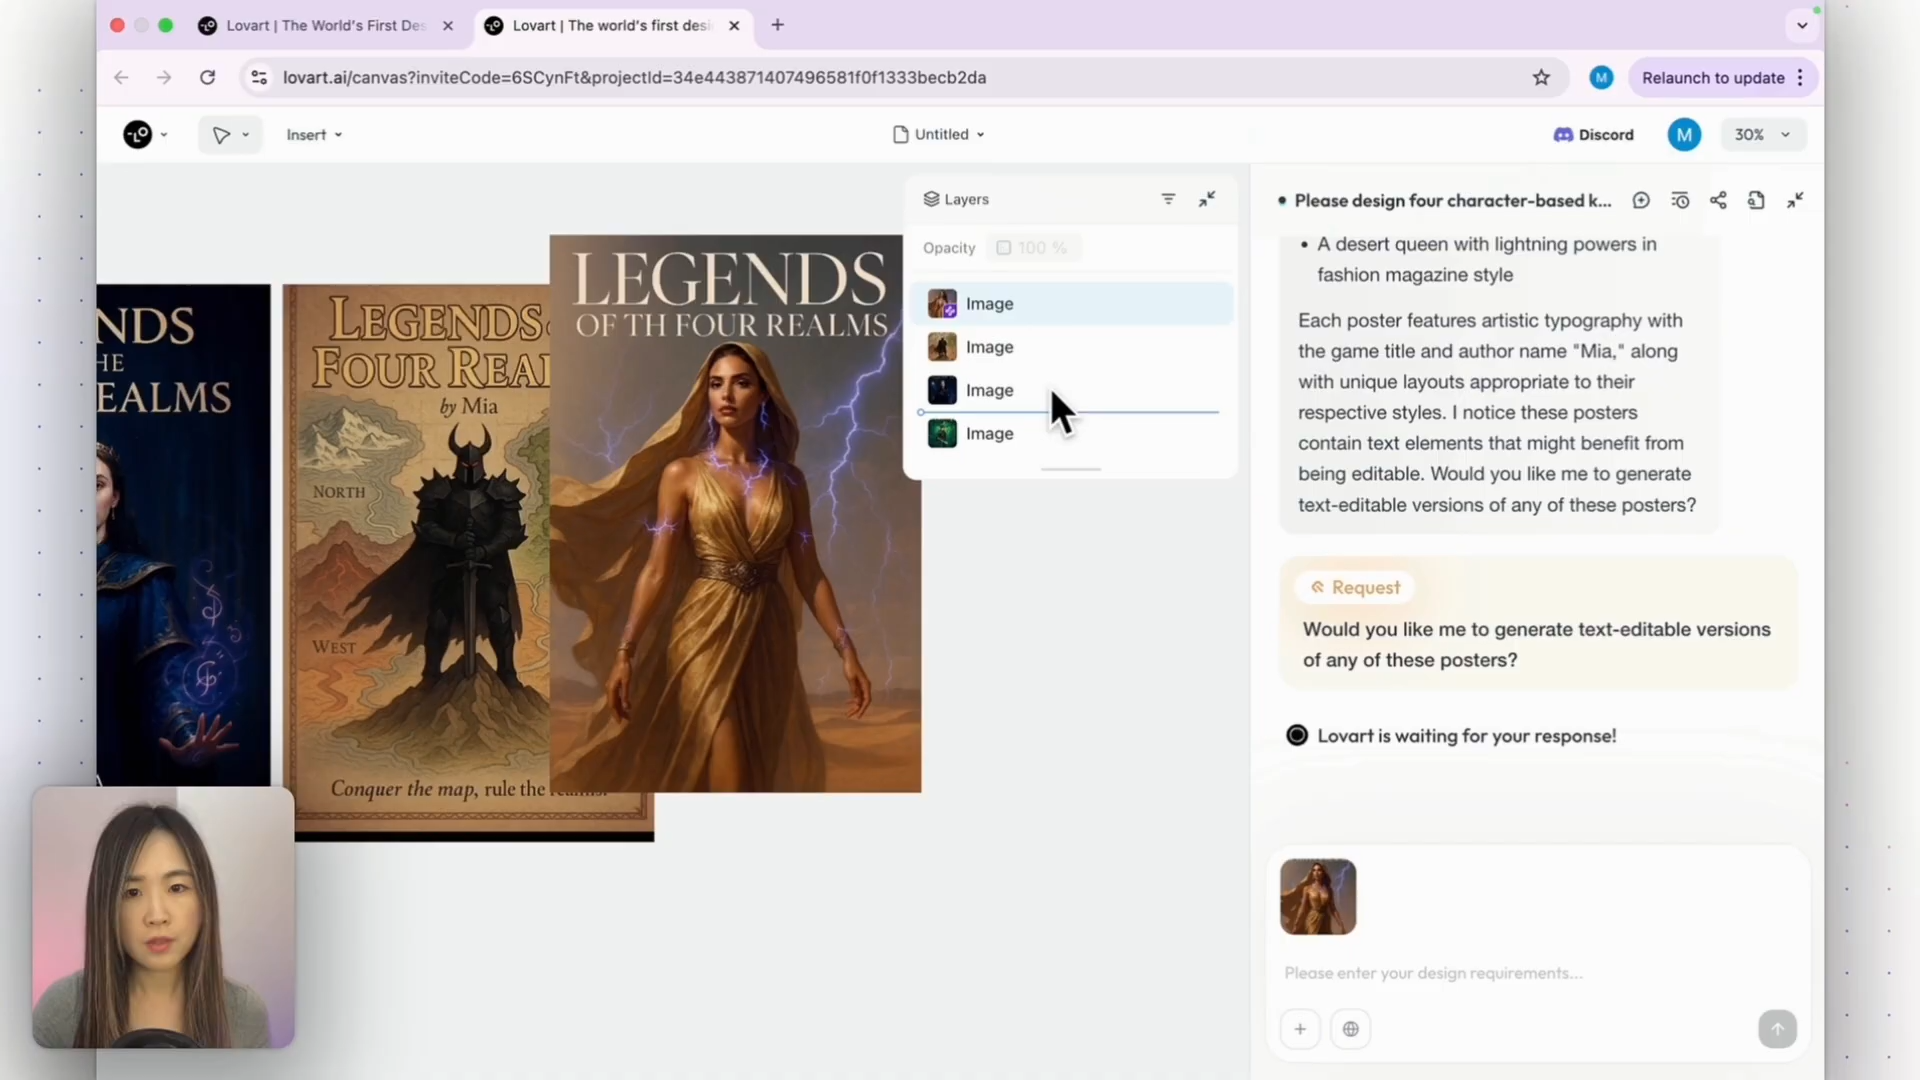 Lovart | The World's First Des
Lovart | The world's first desi
lovart.ai/canvas?inviteCode=6SCynFt&projectId=34e443871407496581f0f1333becb2da
M
Relaunch to update
Insert
Untitled
Discord
M
30%
Layers
Opacity
100 %
Image
Image
Image
Image
NDS
HE
EALMS
LEGENDS
FOUR REAL
by Mia
NORTH
WEST
Conquer the map, rule the
LEGENDS
OF TH FOUR REALMS
Please design four character-based k...
• A desert queen with lightning powers in
fashion magazine style
Each poster features artistic typography with
the game title and author name "Mia," along
with unique layouts appropriate to their
respective styles. I notice these posters
contain text elements that might benefit from
being editable. Would you like me to generate
text-editable versions of any of these posters?
Request
Would you like me to generate text-editable versions
of any of these posters?
Lovart is waiting for your response!
Please enter your design requirements...